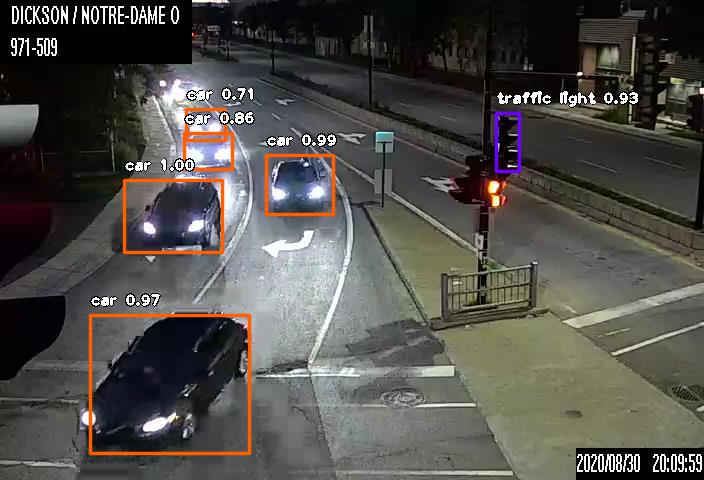 DICKSON / NOTRE-DAME O
971-509
car 0.71
traffic light 0.93
car 0.86
car 0.99
car 1.00
car 0.97
2020/08/30 20:09:59